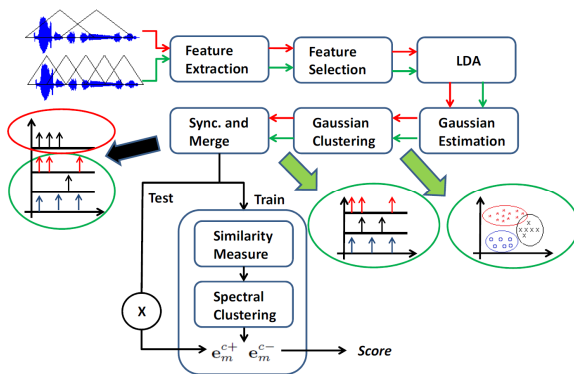 Feature
Extraction
Feature
Selection
LDA
Sync. and
Merge
Gaussian
Clustering
Gaussian
Estimation
Test
Train
Similarity
Measure
Spectral
Clustering
X
e_m^{c+} e_m^{c-}
Score